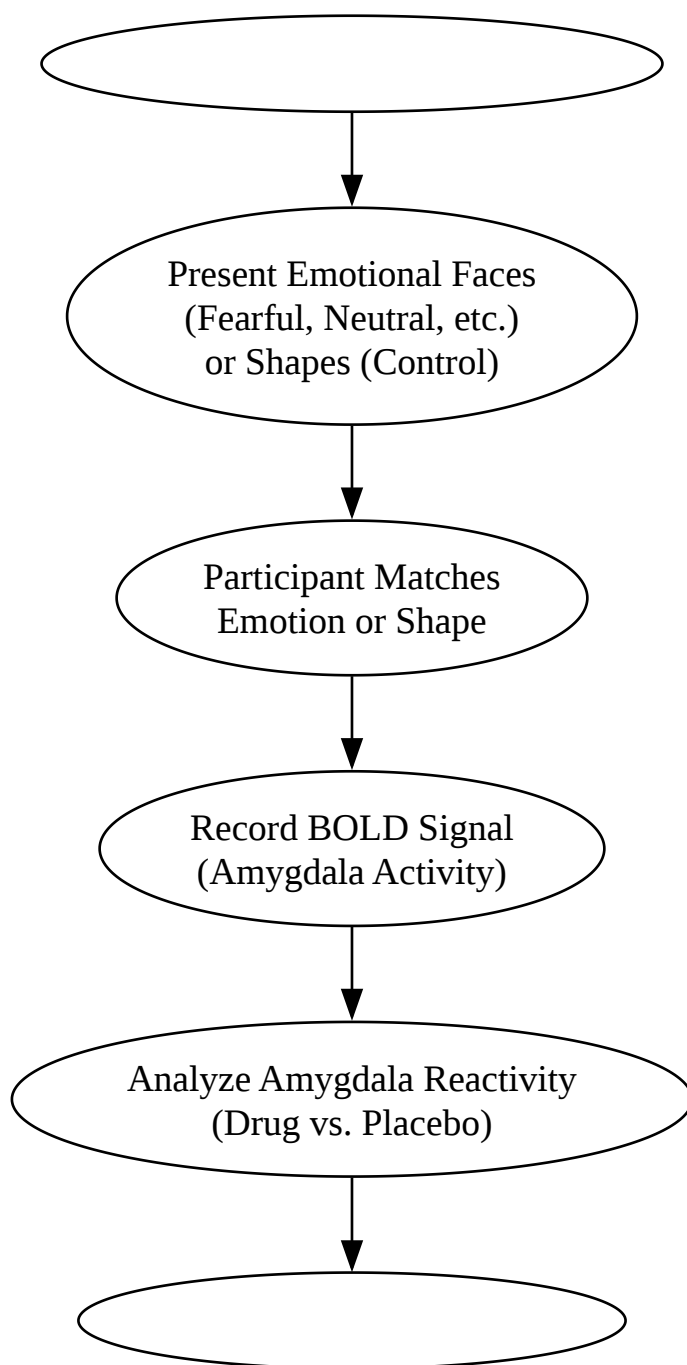 Present Emotional Faces
(Fearful, Neutral, etc.)
or Shapes (Control)
Participant Matches
Emotion or Shape
Record BOLD Signal
(Amygdala Activity)
Analyze Amygdala Reactivity
(Drug vs. Placebo)